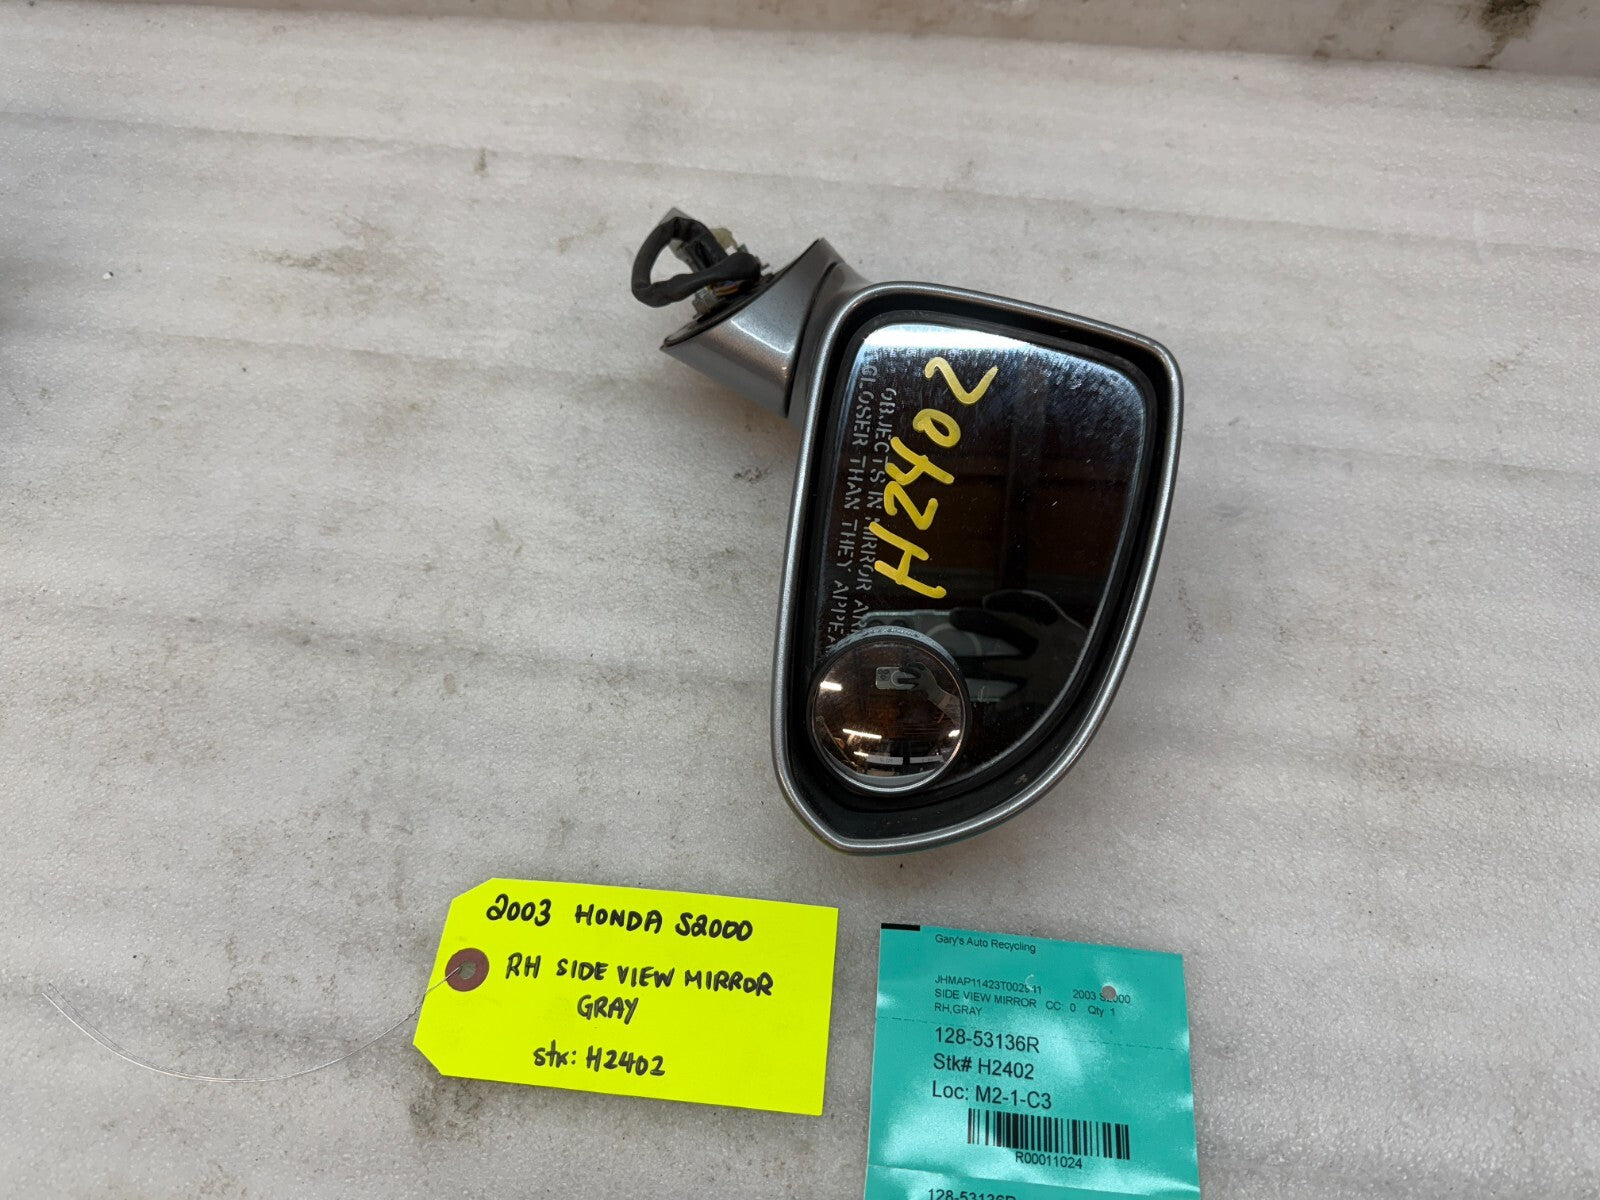 H2402
OBJECTS IN MIRROR
CLOSER THAN THEY
2003 HONDA S2000
RH SIDE VIEW MIRROR
GRAY
stk: H2402
Gary's Auto Recycling
2003
SIDE VIEW MIRROR CC: 0 Qty 1
RH,GRAY
128-53136R
Stk# H2402
Loc: M2-1-C3
R00011024